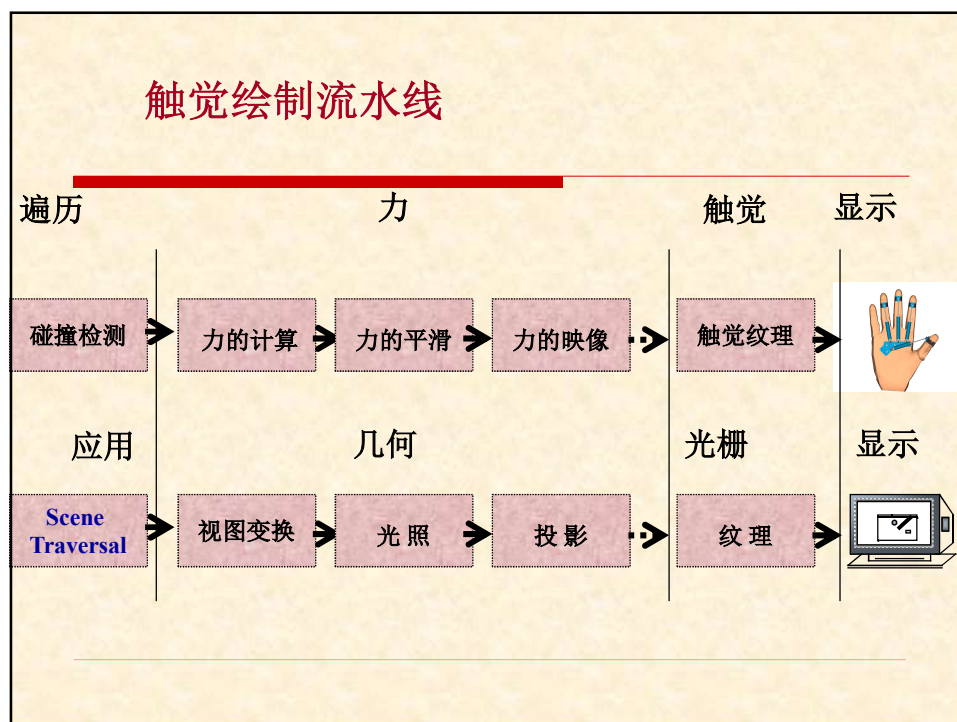 触觉绘制流水线
遍历
力
触觉
显示
碰撞检测
力的计算
力的平滑
力的映像
触觉纹理
应用
几何
光栅
显示
Scene
Traversal
视图变换
光 照
投 影
纹 理